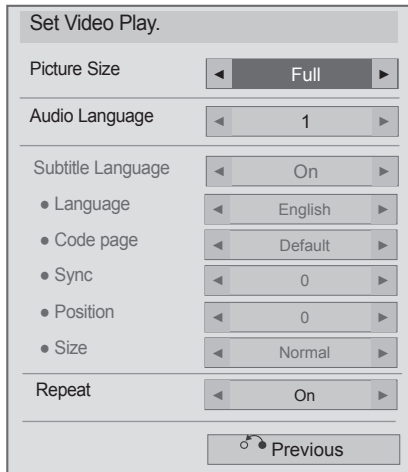 Set Video Play.
Picture Size ◄ Full ►
Audio Language ◄ 1 ►
Subtitle Language ◄ On ►
● Language ◄ English ►
● Code page ◄ Default ►
● Sync ◄ 0 ►
● Position ◄ 0 ►
● Size ◄ Normal ►
Repeat ◄ On ►
Previous